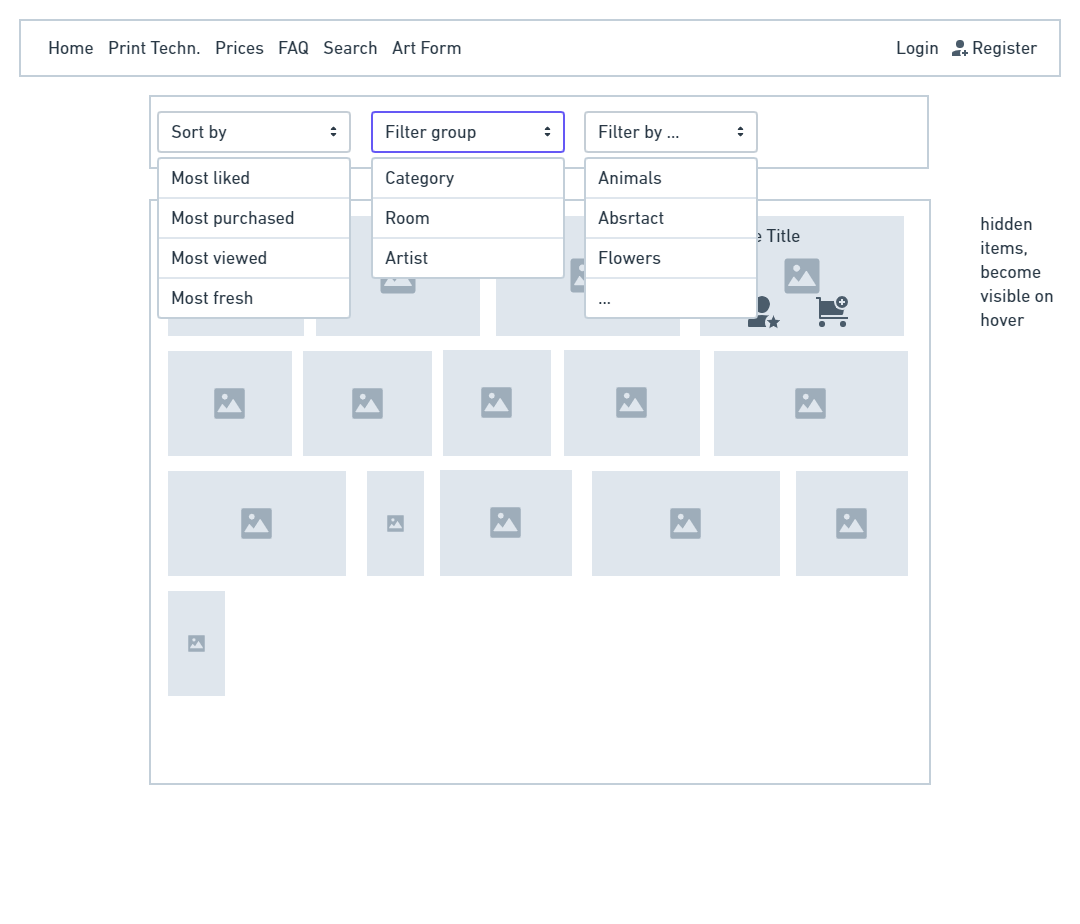 Home Print Techn. Prices FAQ Search Art Form Login Register
Sort by Filter group Filter by ...
Most liked Category Animals
Most purchased Room Absrtact
Most viewed Artist Flowers
Most fresh ...
Title
hidden
items,
become
visible on
hover